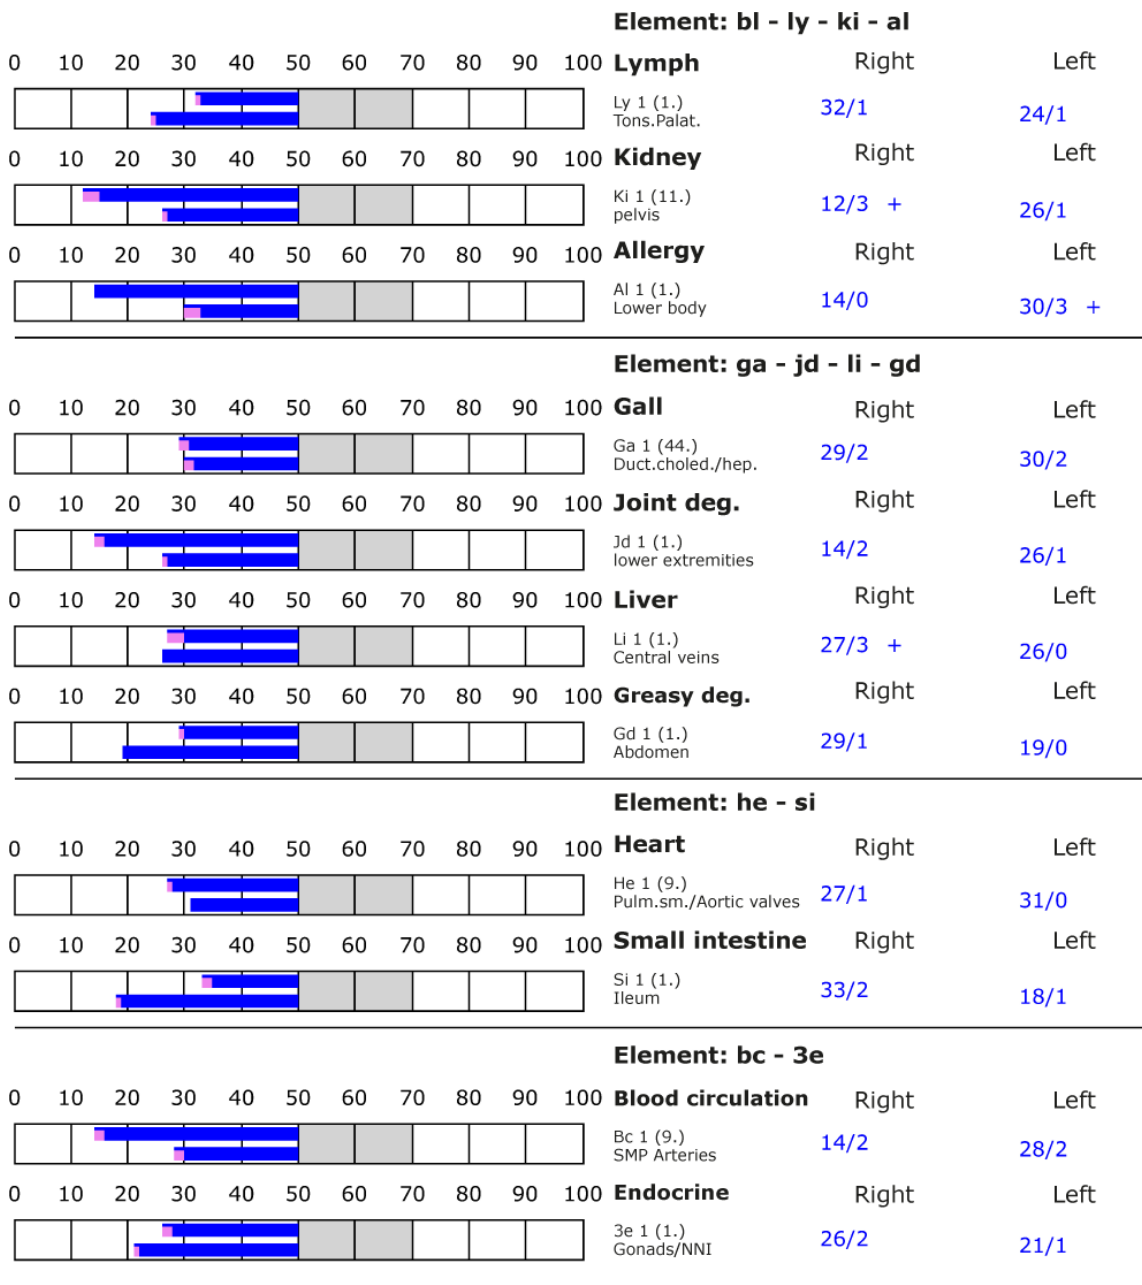 Element: bl - ly - ki - al
0 10 20 30 40 50 60 70 80 90 100 Lymph Right Left
Ly 1 (1.) 32/1 24/1
Tons.Palat.
0 10 20 30 40 50 60 70 80 90 100 Kidney Right Left
Ki 1 (11.) 12/3 + 26/1
pelvis
0 10 20 30 40 50 60 70 80 90 100 Allergy Right Left
Al 1 (1.) 14/0 30/3 +
Lower body
Element: ga - jd - li - gd
0 10 20 30 40 50 60 70 80 90 100 Gall Right Left
Ga 1 (44.) 29/2 30/2
Duct.choled./hep.
0 10 20 30 40 50 60 70 80 90 100 Joint deg. Right Left
Jd 1 (1.) 14/2 26/1
lower extremities
0 10 20 30 40 50 60 70 80 90 100 Liver Right Left
Li 1 (1.) 27/3 + 26/0
Central veins
0 10 20 30 40 50 60 70 80 90 100 Greasy deg. Right Left
Gd 1 (1.) 29/1 19/0
Abdomen
Element: he - si
0 10 20 30 40 50 60 70 80 90 100 Heart Right Left
He 1 (9.) 27/1 31/0
Pulm.sm./Aortic valves
0 10 20 30 40 50 60 70 80 90 100 Small intestine Right Left
Si 1 (1.) 33/2 18/1
Ileum
Element: bc - 3e
0 10 20 30 40 50 60 70 80 90 100 Blood circulation Right Left
Bc 1 (9.) 14/2 28/2
SMP Arteries
0 10 20 30 40 50 60 70 80 90 100 Endocrine Right Left
3e 1 (1.) 26/2 21/1
Gonads/NNI